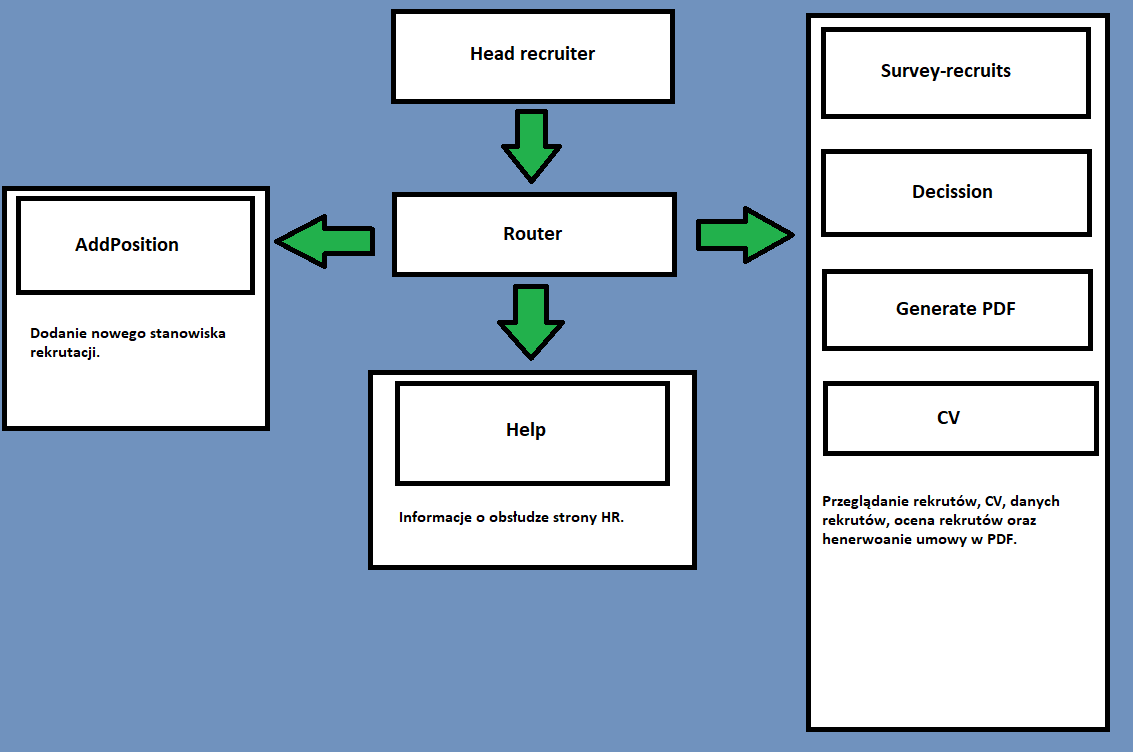 Head recruiter
Survey-recruits
Decission
AddPosition
Router
Generate PDF
Dodanie nowego stanowiska
rekrutacji.
Help
CV
Informacje o obsłudze strony HR.
Przeglądanie rekrutów, CV, danych
rekrutów, ocena rekrutów oraz
henerwoanie umowy w PDF.